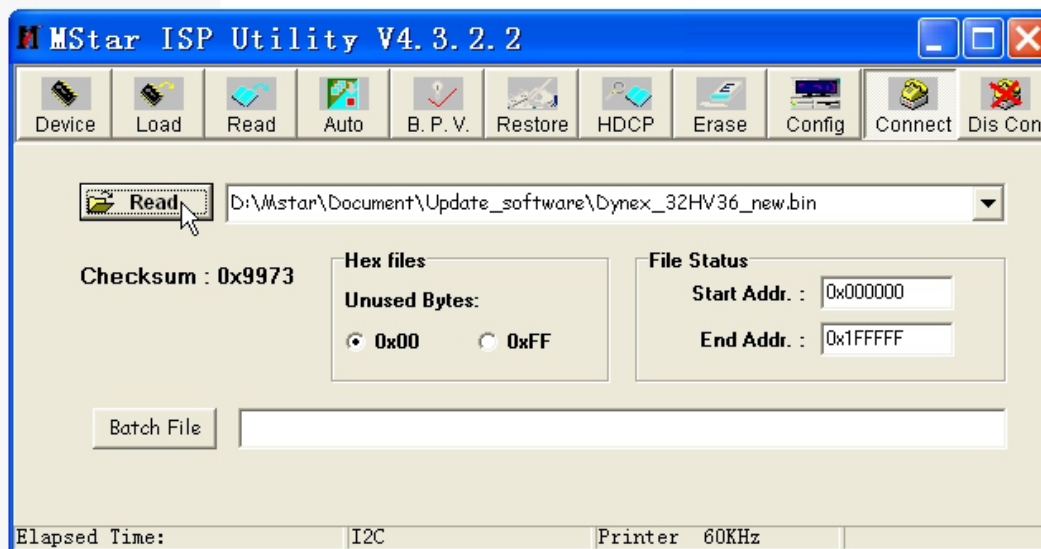 MStar ISP Utility V4.3.2.2
Device Load Read Auto B.P.V. Restore HDCP Erase Config Connect Dis Con
Read D:\Mstar\Document\Update_software\Dynex_32HV36_new.bin
Checksum : 0x9973
Hex files
Unused Bytes:
0x00 0xFF
File Status
Start Addr. : 0x000000
End Addr. : 0x1FFFFF
Batch File
Elapsed Time: I2C Printer 60KHz